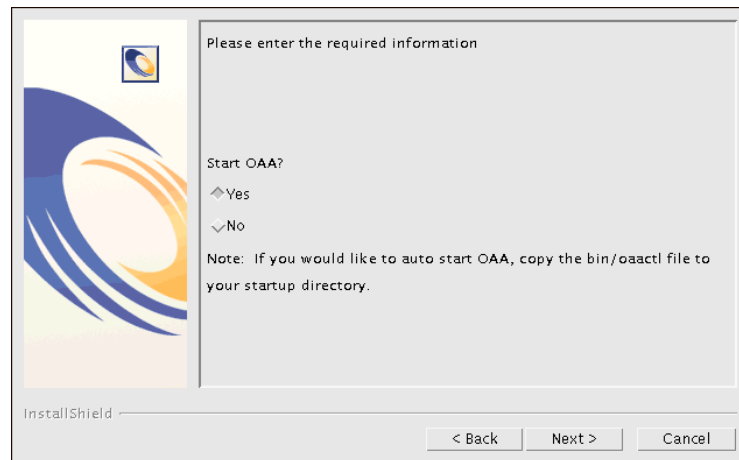 Please enter the required information
Start OAA?
Yes
No
Note: If you would like to auto start OAA, copy the bin/oaactl file to
your startup directory.
InstallShield
< Back
Next >
Cancel